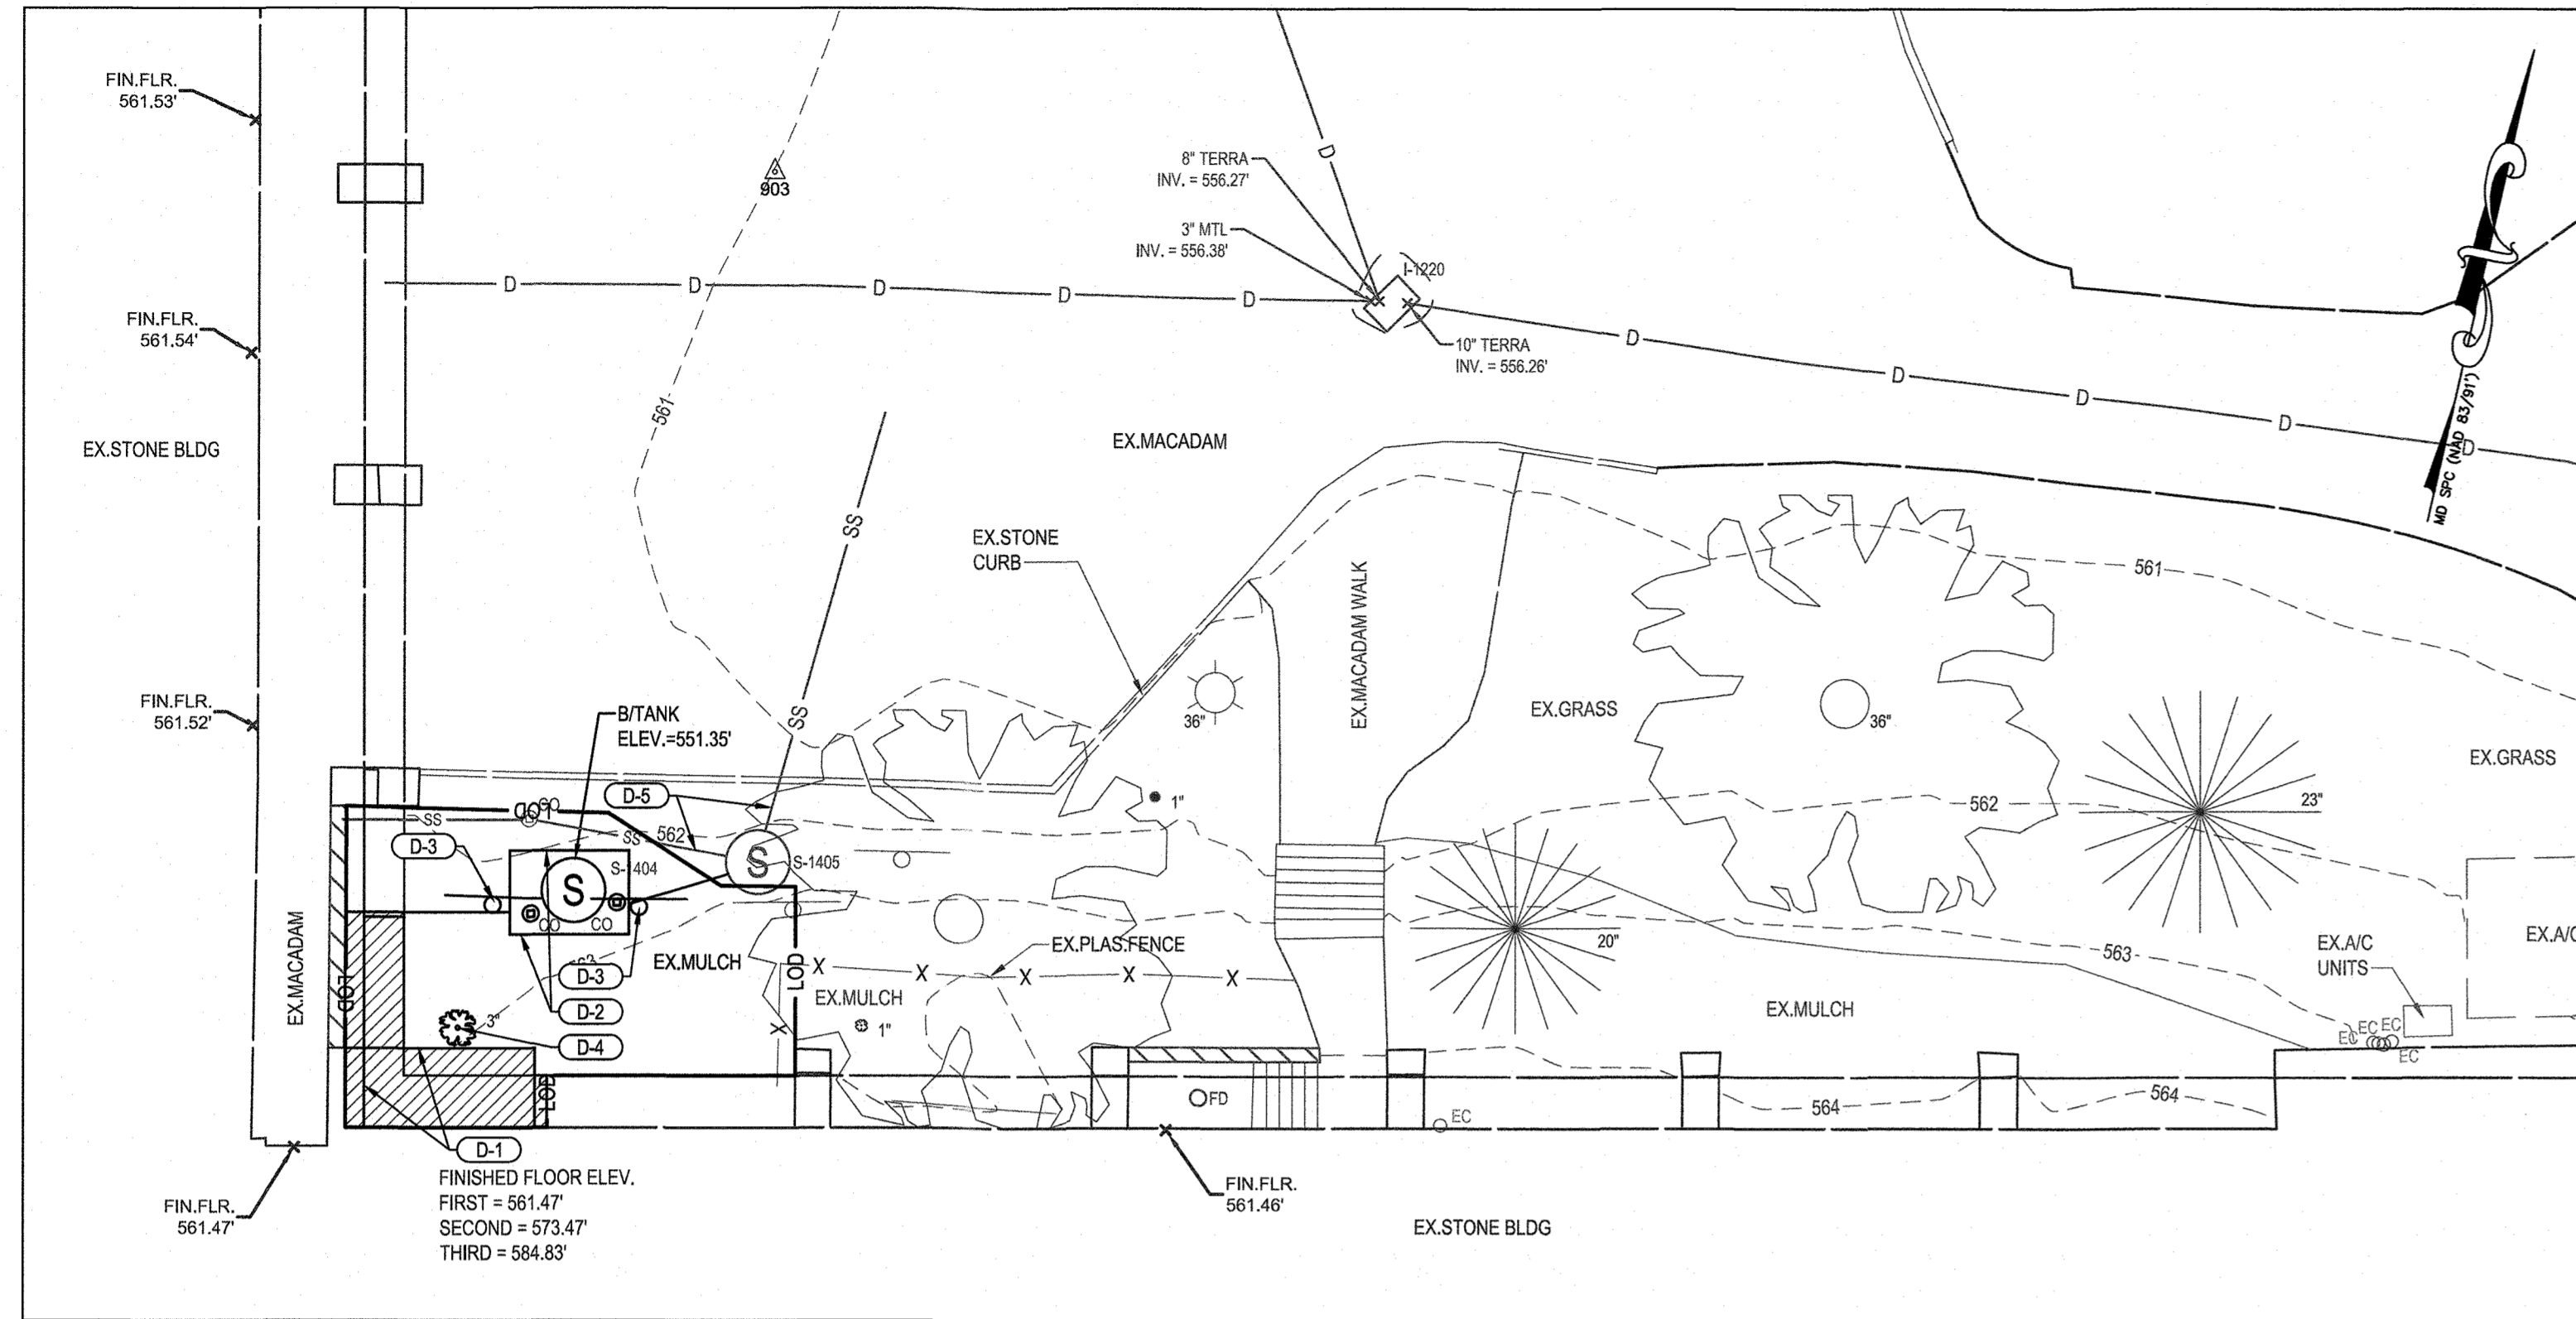 FIN.FLR.
561.53'
903
8" TERRA
INV. = 556.27'
3" MTL
INV. = 556.38'
D
I-1220
D D D D D
10" TERRA
INV. = 556.26'
D D D D D
MD SPC (NAD 83/91")
FIN.FLR.
561.54'
561
EX.STONE BLDG
EX.MACADAM
SS
EX.STONE
CURB
EX.MACADAM WALK
561
36"
EX.GRASS
36"
EX.GRASS
FIN.FLR.
561.52'
B/TANK
ELEV.=551.35'
SS
D-5
1"
562
23"
CO
LOD
SS
SS
562
D-3
S
S-1404
S
S-1405
CO
CO
EX.MACADAM
EX.MULCH
LOD
X X X X X
EX.PLAS.FENCE
20"
563
EX.A/C
UNITS
D-3
D-2
LOD
3"
D-4
EX.MULCH
1"
X
EX.MULCH
EC EC EC
EC
LOD
FD
EC
564
564
D-1
FINISHED FLOOR ELEV.
FIRST = 561.47'
SECOND = 573.47'
THIRD = 584.83'
FIN.FLR.
561.47'
FIN.FLR.
561.46'
EX.STONE BLDG